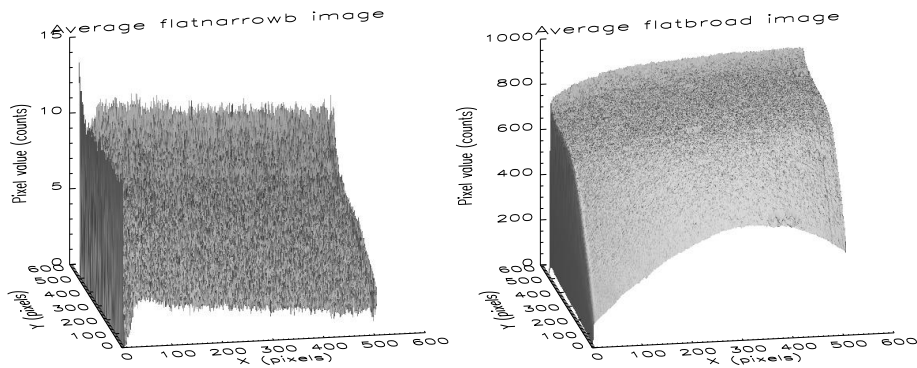 Average flatnarrowb image
15
10
5
0
Pixel value (counts)
600
500
400
300
200
100
0
Y (pixels)
0 100 200 300 400 500 600
X (pixels)
Average flatbroad image
1000
800
600
400
200
0
Pixel value (counts)
600
500
400
300
200
100
0
Y (pixels)
0 100 200 300 400 500 600
X (pixels)